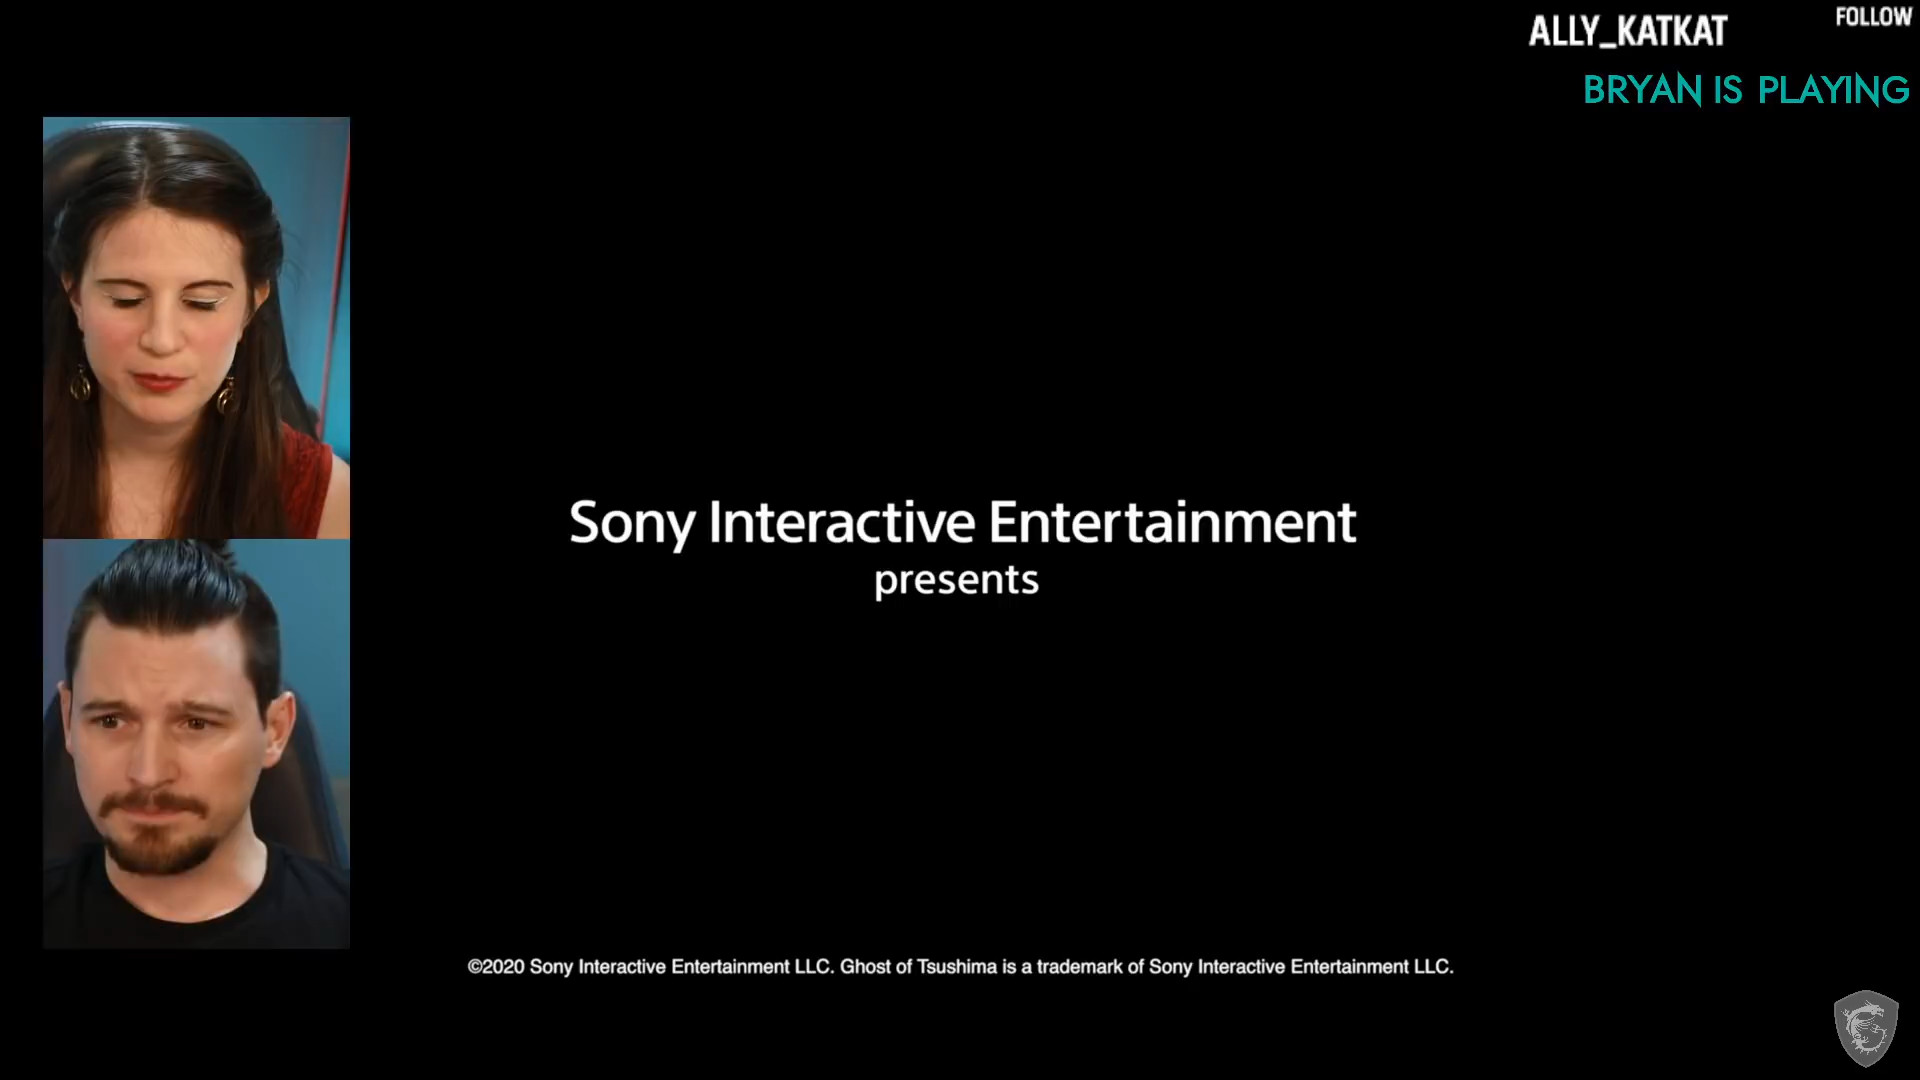 ALLY_KATKAT
FOLLOW
BRYAN IS PLAYING
Sony Interactive Entertainment
presents
©2020 Sony Interactive Entertainment LLC. Ghost of Tsushima is a trademark of Sony Interactive Entertainment LLC.